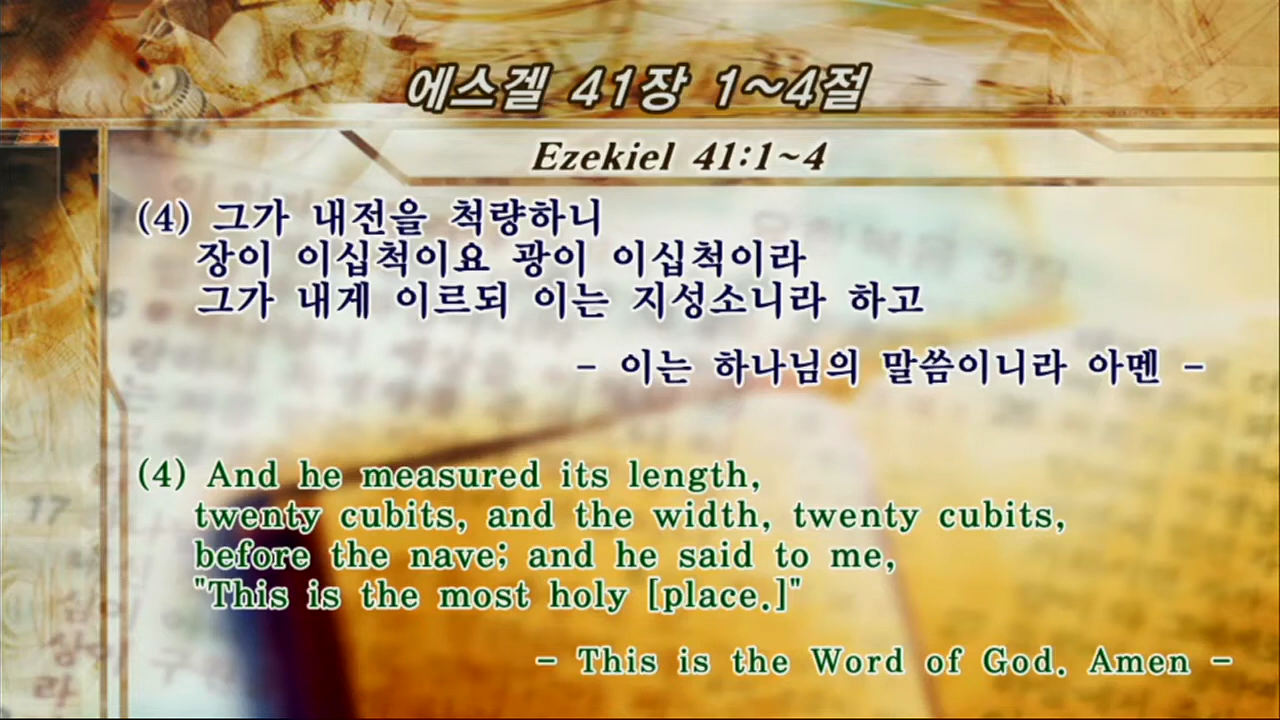 에스겔 41장 1~4절
Ezekiel 41:1~4
(4) 그가 내전을 척량하니
장이 이십척이요 광이 이십척이라
그가 내게 이르되 이는 지성소니라 하고
- 이는 하나님의 말씀이니라 아멘 -
(4) And he measured its length,
twenty cubits, and the width, twenty cubits,
before the nave; and he said to me,
"This is the most holy [place.]"
- This is the Word of God. Amen -